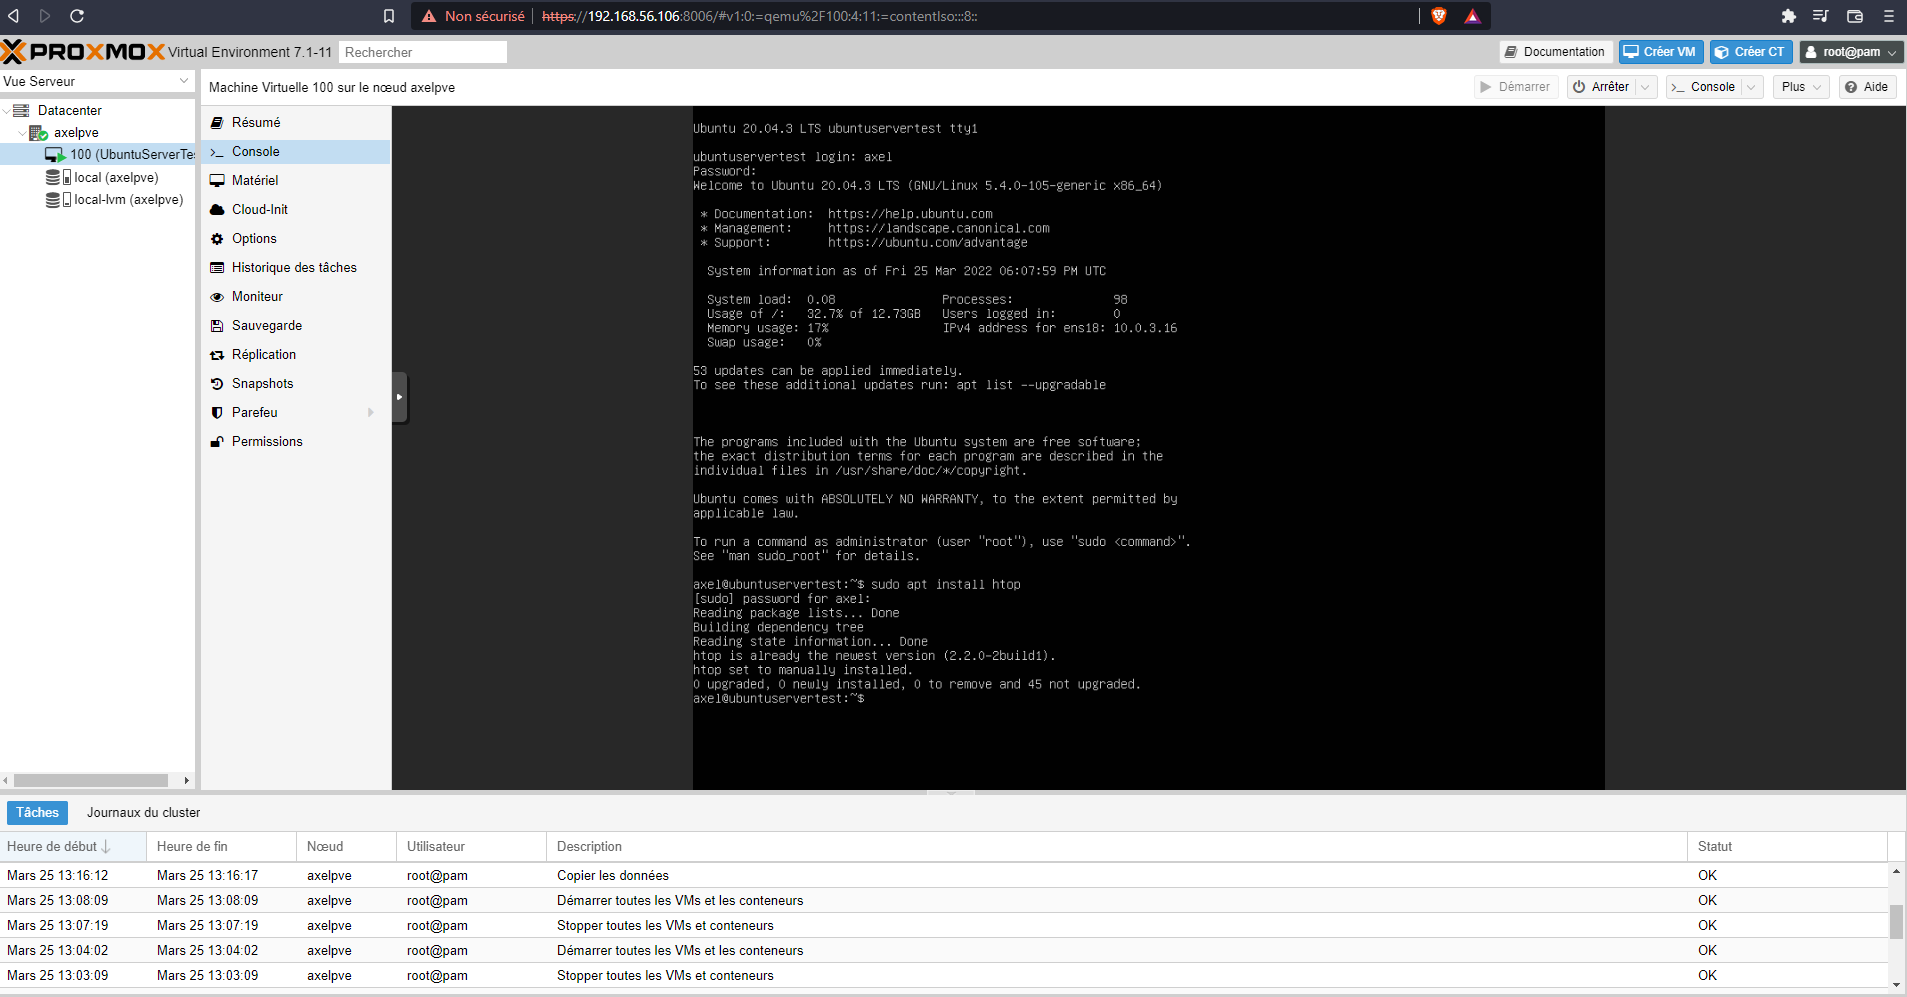 Non sécurisé https://192.168.56.106:8006/#v1:0:=qemu%2F100:4:11:=contentIso:::8::
PROXMOX Virtual Environment 7.1-11 Rechercher Documentation Créer VM Créer CT root@pam
Vue Serveur
Machine Virtuelle 100 sur le nœud axelpve Démarrer Arrêter Console Plus Aide
Datacenter
axelpve
100 (UbuntuServerTes
local (axelpve)
local-lvm (axelpve)
Résumé
Console
Matériel
Cloud-Init
Options
Historique des tâches
Moniteur
Sauvegarde
Réplication
Snapshots
Parefeu
Permissions
Ubuntu 20.04.3 LTS ubuntuservertest tty1
ubuntuservertest login: axel
Password:
Welcome to Ubuntu 20.04.3 LTS (GNU/Linux 5.4.0-105-generic x86_64)
* Documentation: https://help.ubuntu.com
* Management: https://landscape.canonical.com
* Support: https://ubuntu.com/advantage
System information as of Fri 25 Mar 2022 06:07:59 PM UTC
System load: 0.08 Processes: 98
Usage of /: 32.7% of 12.73GB Users logged in: 0
Memory usage: 17% IPv4 address for ens18: 10.0.3.16
Swap usage: 0%
53 updates can be applied immediately.
To see these additional updates run: apt list --upgradable
The programs included with the Ubuntu system are free software;
the exact distribution terms for each program are described in the
individual files in /usr/share/doc/*/copyright.
Ubuntu comes with ABSOLUTELY NO WARRANTY, to the extent permitted by
applicable law.
To run a command as administrator (user "root"), use "sudo <command>".
See "man sudo_root" for details.
axel@ubuntuservertest:~$ sudo apt install htop
[sudo] password for axel:
Reading package lists... Done
Building dependency tree
Reading state information... Done
htop is already the newest version (2.2.0-2build1).
htop set to manually installed.
0 upgraded, 0 newly installed, 0 to remove and 45 not upgraded.
axel@ubuntuservertest:~$
Tâches Journaux du cluster
Heure de début Heure de fin Nœud Utilisateur Description Statut
Mars 25 13:16:12 Mars 25 13:16:17 axelpve root@pam Copier les données OK
Mars 25 13:08:09 Mars 25 13:08:09 axelpve root@pam Démarrer toutes les VMs et les conteneurs OK
Mars 25 13:07:19 Mars 25 13:07:19 axelpve root@pam Stopper toutes les VMs et conteneurs OK
Mars 25 13:04:02 Mars 25 13:04:02 axelpve root@pam Démarrer toutes les VMs et les conteneurs OK
Mars 25 13:03:09 Mars 25 13:03:09 axelpve root@pam Stopper toutes les VMs et conteneurs OK